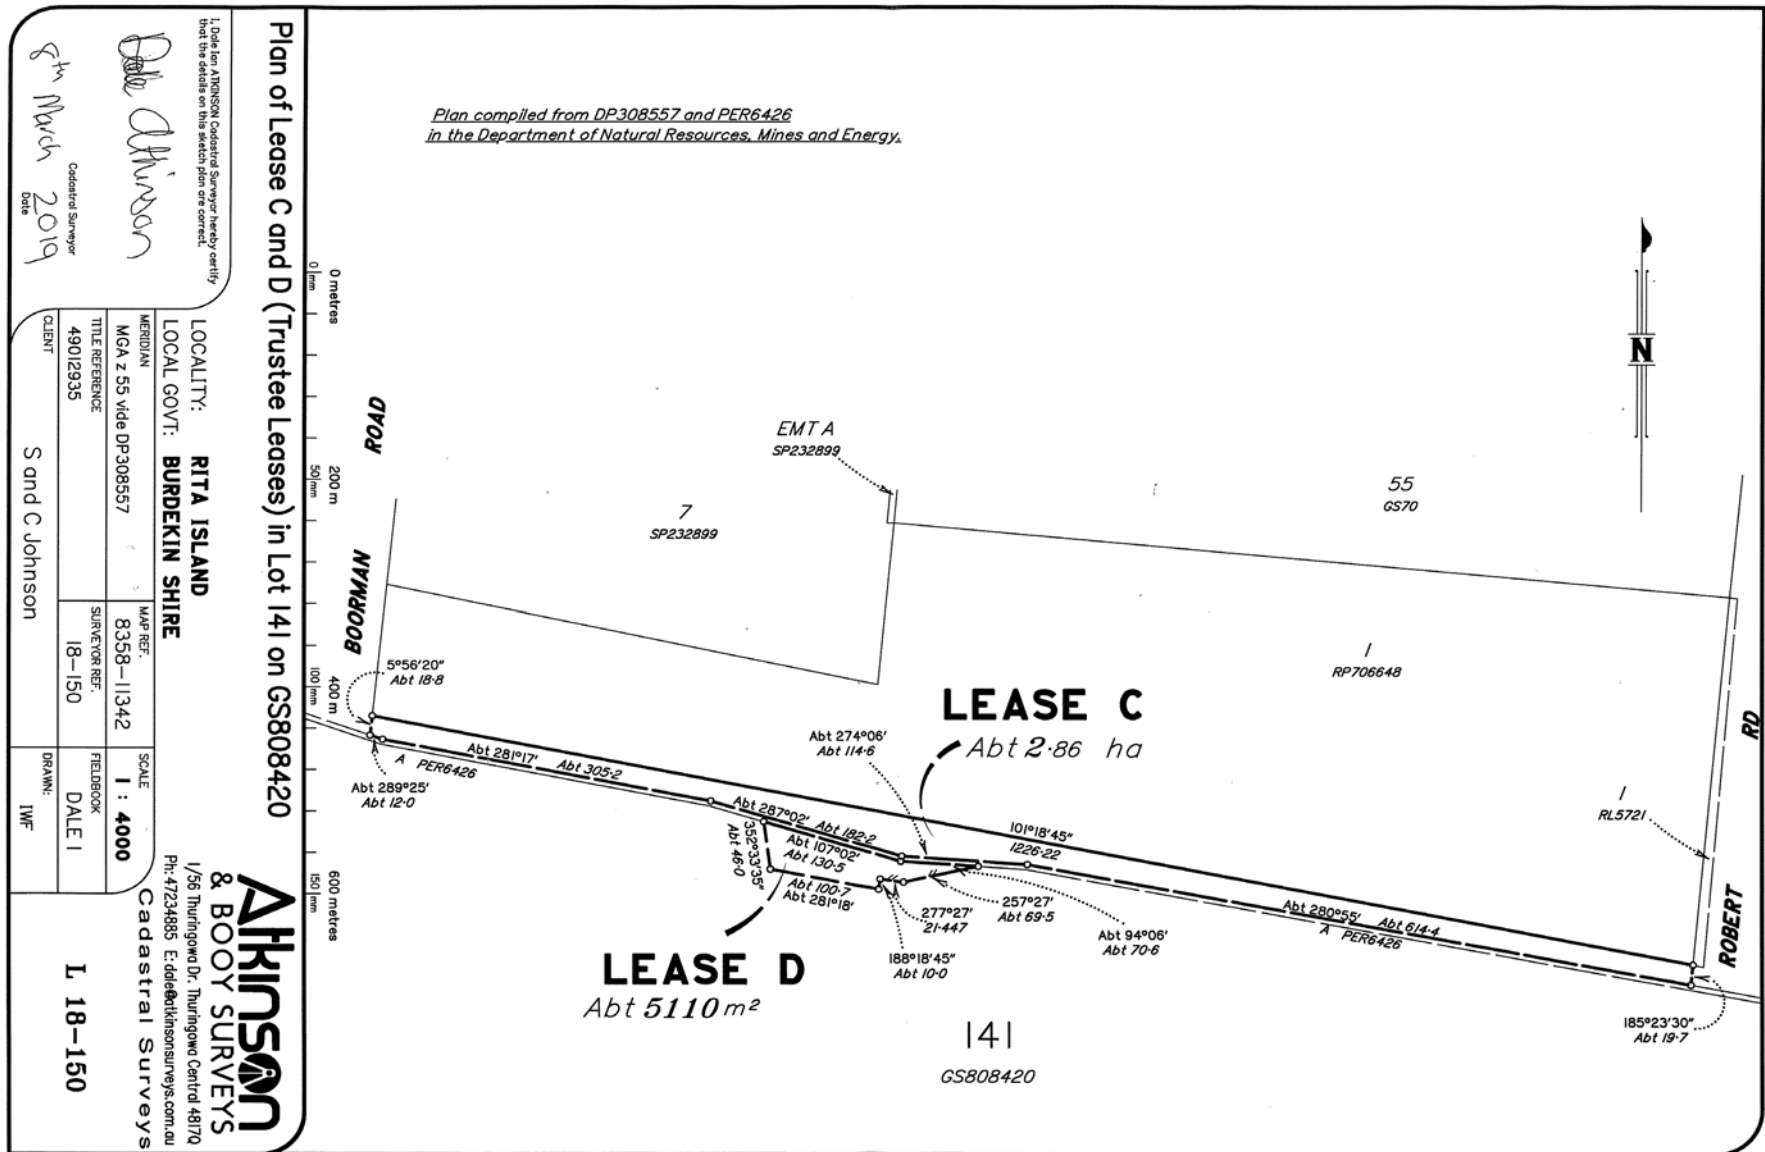 Plan compiled from DP308557 and PER6426
in the Department of Natural Resources, Mines and Energy.
N
EMT A
SP232899
7
SP232899
55
GS70
1
RP706648
1
RL5721
ROAD
BOORMAN
RD
ROBERT
5°56'20"
Abt 18·8
Abt 289°25'
Abt 12·0
Abt 281°17' Abt 305·2
A PER6426
Abt 287°02' Abt 182·2
Abt 107°02'
Abt 130·5
352°33'35"
Abt 46·0
Abt 100·7
Abt 281°18'
Abt 274°06'
Abt 114·6
LEASE C
Abt 2·86 ha
101°18'45"
1226·22
277°27'
21·447
188°18'45"
Abt 10·0
257°27'
Abt 69·5
Abt 94°06'
Abt 70·6
Abt 280°55' Abt 614·4
A PER6426
185°23'30"
Abt 19·7
LEASE D
Abt 5110 m²
141
GS808420
0 metres 200 m 400 m 600 metres
0 mm 50 mm 100 mm 150 mm
Plan of Lease C and D (Trustee Leases) in Lot 141 on GS808420
I, Dale Ian ATKINSON Cadastral Surveyor hereby certify
that the details on this sketch plan are correct.
Dale Atkinson
Cadastral Surveyor
8th March 2019
Date
LOCALITY: RITA ISLAND
LOCAL GOVT: BURDEKIN SHIRE
MERIDIAN
MGA z 55 vide DP308557
MAP REF.
8358-11342
SCALE
1 : 4000
TITLE REFERENCE
49012935
SURVEYOR REF.
18-150
FIELDBOOK
DALE 1
CLIENT
S and C Johnson
DRAWN:
IWF
Atkinson
& BOOY SURVEYS
1/56 Thuringowa Dr. Thuringowa Central 4817Q
Ph: 47234885 E: dale@atkinsonsurveys.com.au
Cadastral Surveys
L 18-150